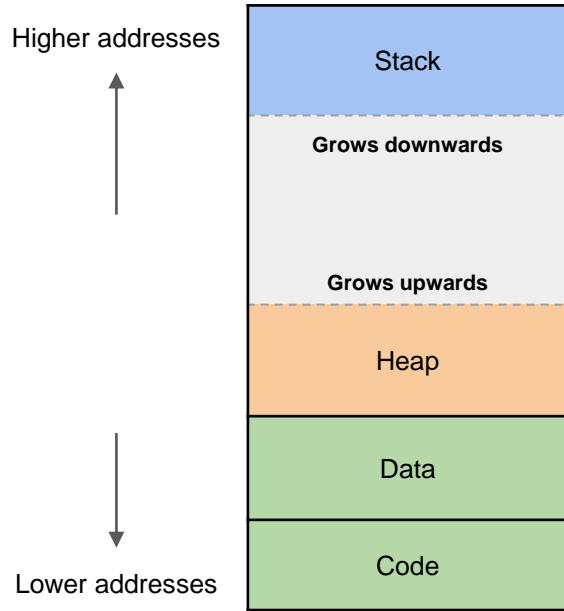 Higher addresses
Stack
Grows downwards
Grows upwards
Heap
Data
Code
Lower addresses